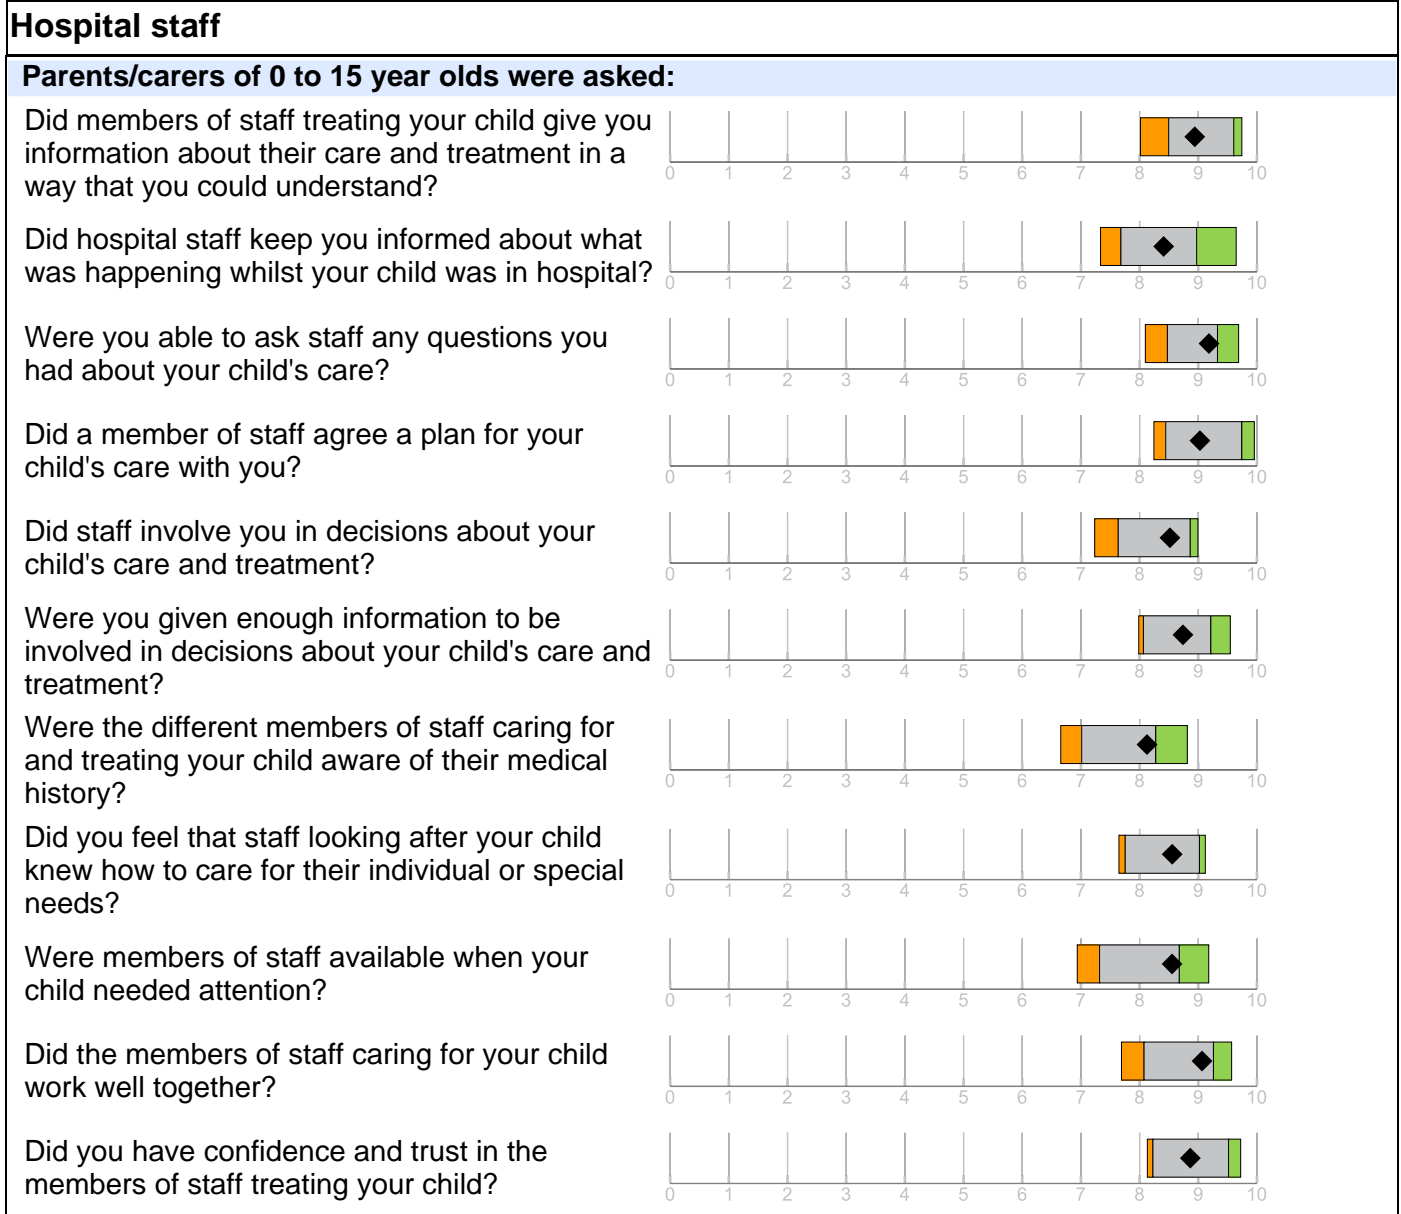 Hospital staff
Parents/carers of 0 to 15 year olds were asked:
Did members of staff treating your child give you
information about their care and treatment in a
way that you could understand?
0 1 2 3 4 5 6 7 8 9 10
Did hospital staff keep you informed about what
was happening whilst your child was in hospital?
0 1 2 3 4 5 6 7 8 9 10
Were you able to ask staff any questions you
had about your child's care?
0 1 2 3 4 5 6 7 8 9 10
Did a member of staff agree a plan for your
child's care with you?
0 1 2 3 4 5 6 7 8 9 10
Did staff involve you in decisions about your
child's care and treatment?
0 1 2 3 4 5 6 7 8 9 10
Were you given enough information to be
involved in decisions about your child's care and
treatment?
0 1 2 3 4 5 6 7 8 9 10
Were the different members of staff caring for
and treating your child aware of their medical
history?
0 1 2 3 4 5 6 7 8 9 10
Did you feel that staff looking after your child
knew how to care for their individual or special
needs?
0 1 2 3 4 5 6 7 8 9 10
Were members of staff available when your
child needed attention?
0 1 2 3 4 5 6 7 8 9 10
Did the members of staff caring for your child
work well together?
0 1 2 3 4 5 6 7 8 9 10
Did you have confidence and trust in the
members of staff treating your child?
0 1 2 3 4 5 6 7 8 9 10